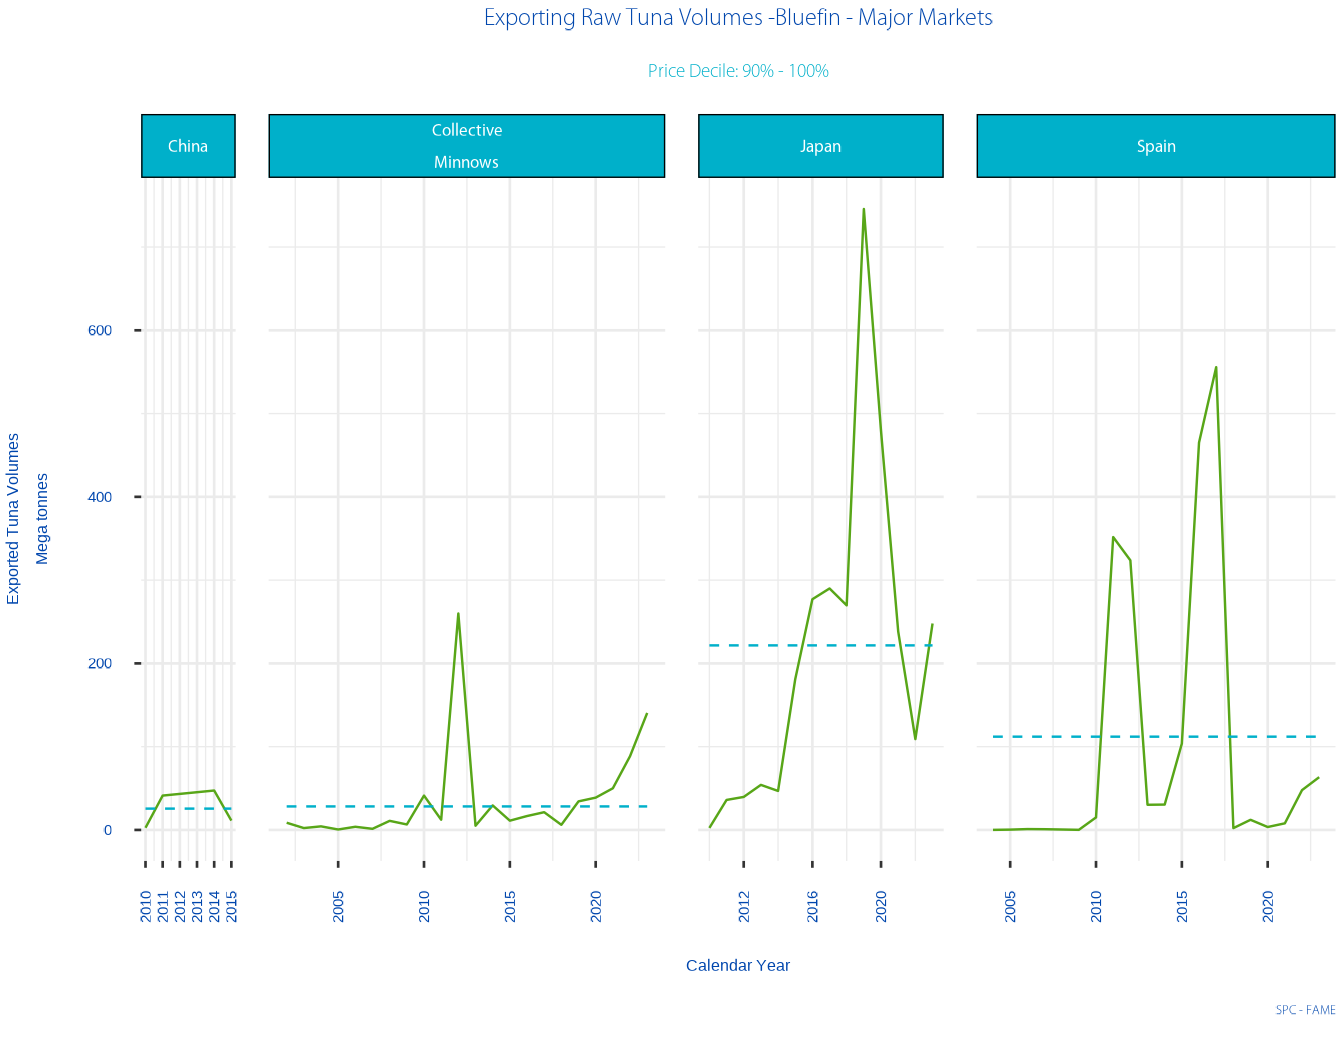 Exporting Raw Tuna Volumes -Bluefin - Major Markets
Price Decile: 90% - 100%
China
Collective
Minnows
Japan
Spain
Exported Tuna Volumes
Mega tonnes
600
400
200
0
2010
2011
2012
2013
2014
2015
2005
2010
2015
2020
2012
2016
2020
2005
2010
2015
2020
Calendar Year
SPC - FAME